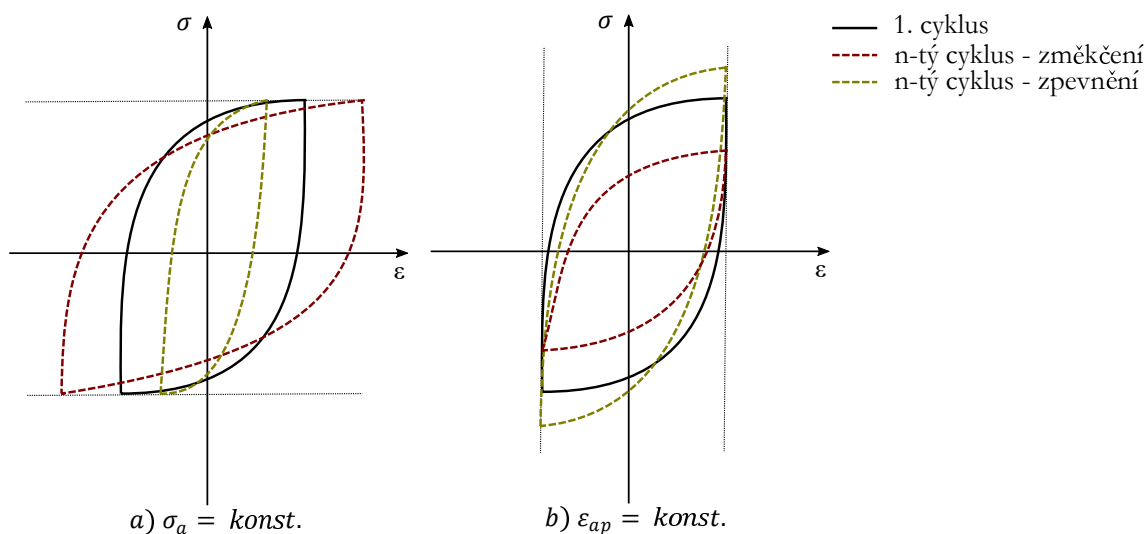 σ
ε
a) σₐ = konst.
σ
ε
b) εₐₚ = konst.
1. cyklus
n-tý cyklus - změkčení
n-tý cyklus - zpevnění